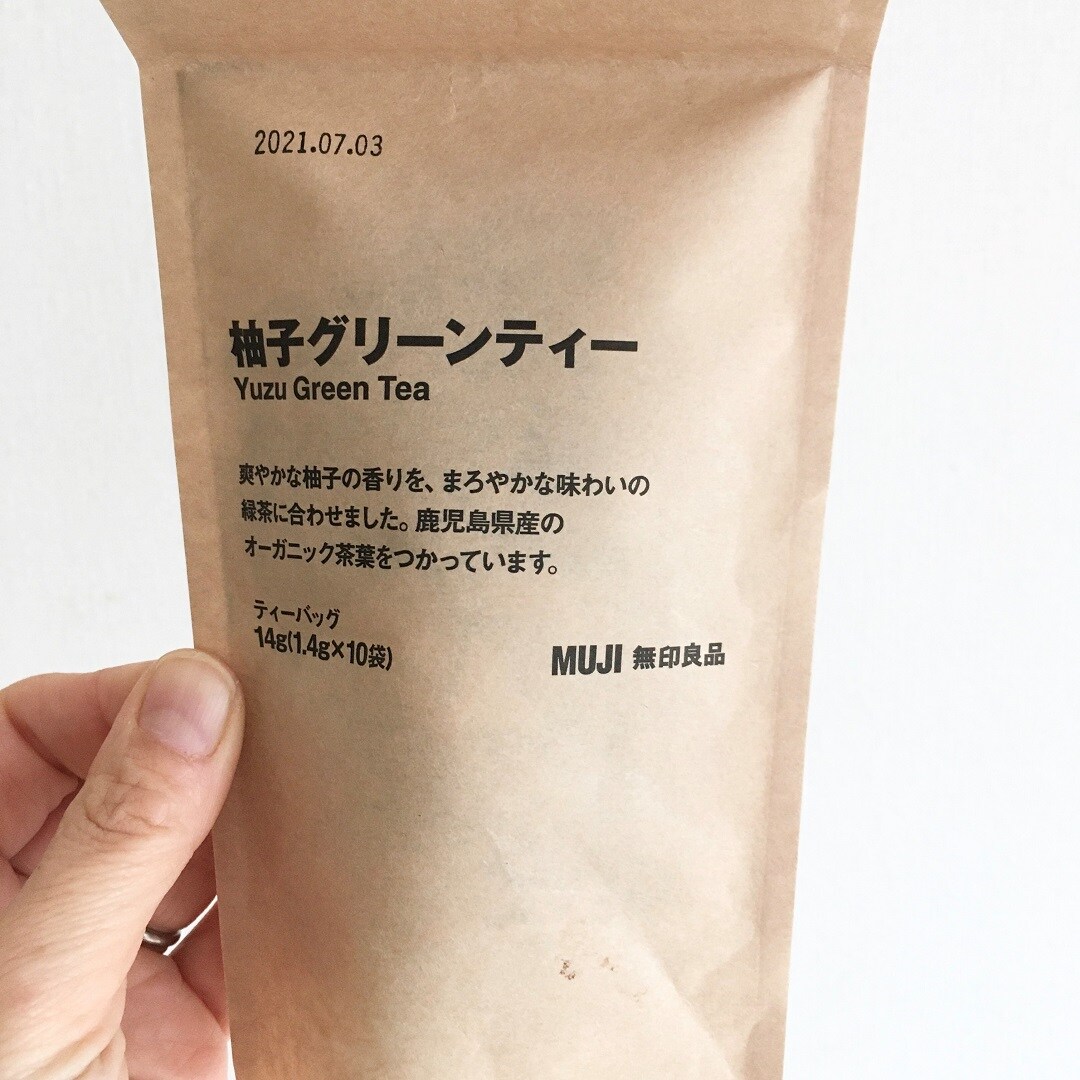 2021.07.03
柚子グリーンティー
Yuzu Green Tea
爽やかな柚子の香りを、まろやかな味わいの
緑茶に合わせました。鹿児島県産の
オーガニック茶葉をつかっています。
ティーバッグ
14g(1.4g×10袋)
MUJI 無印良品